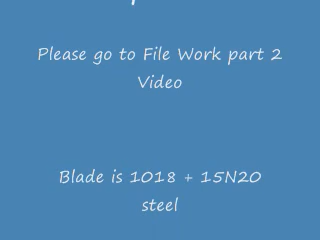 Please go to File Work part 2
Video
Blade is 1018 + 15N20
steel